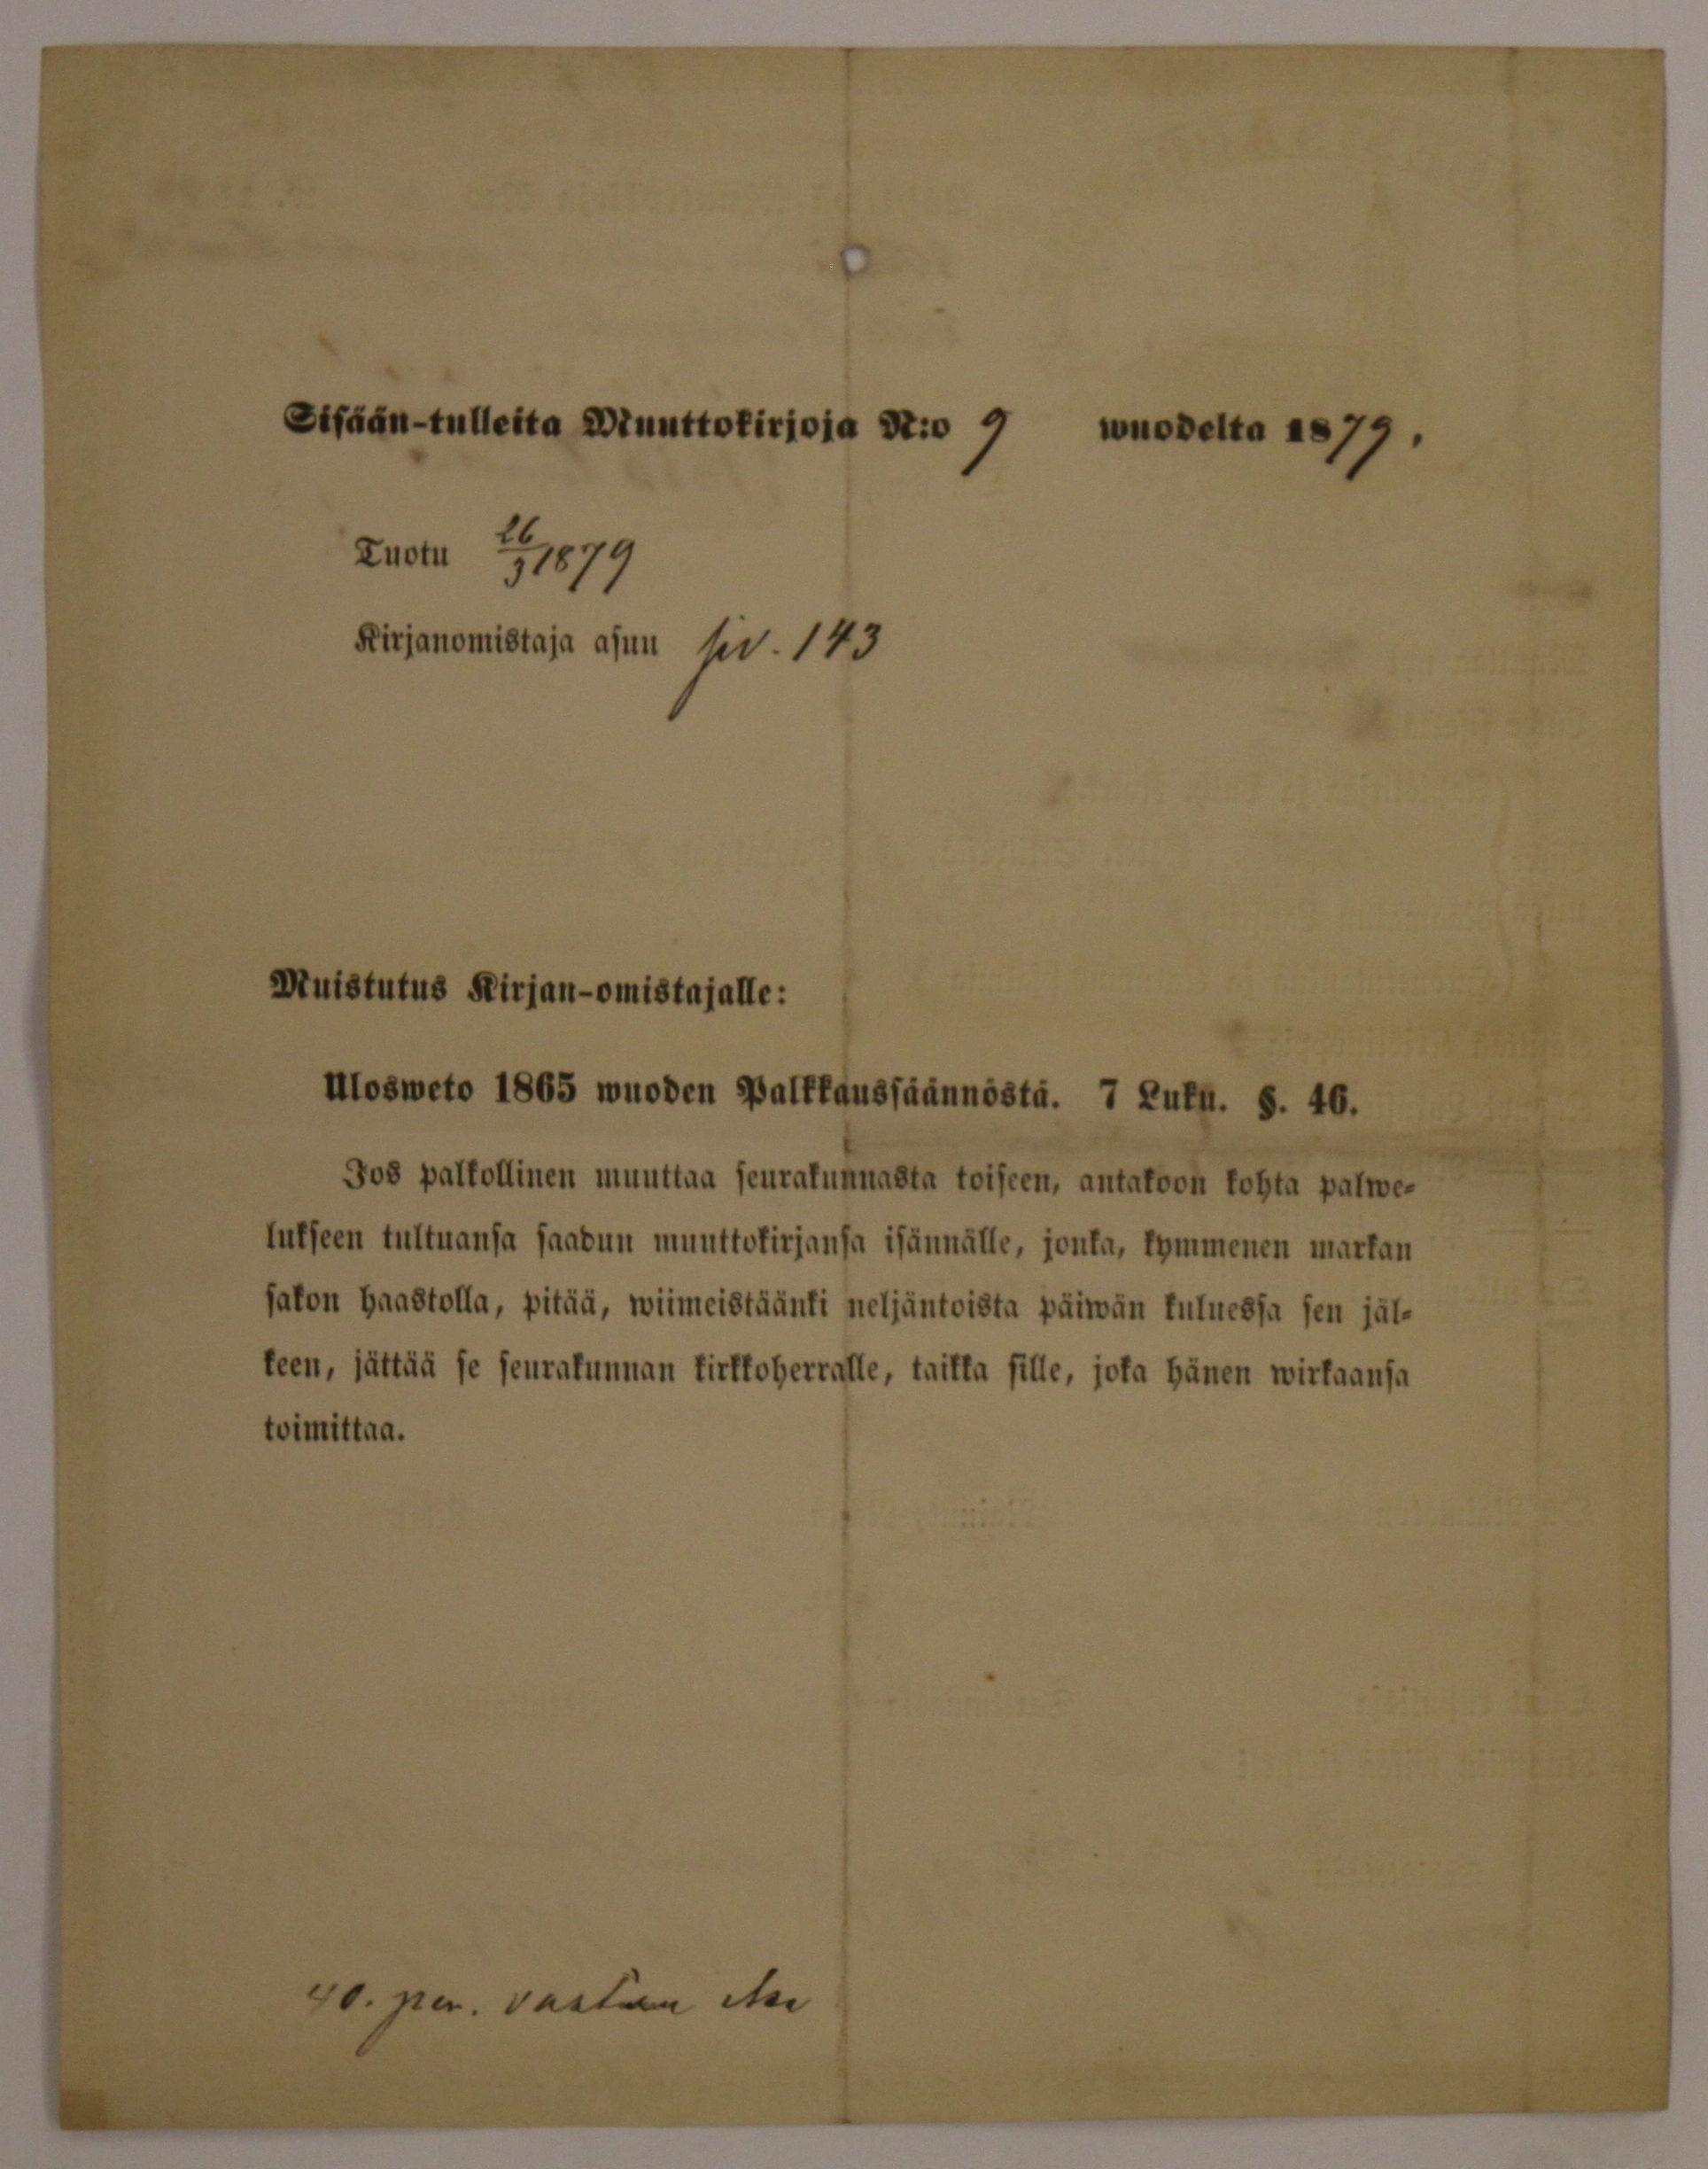 Sisään-tulleita Muuttokirjoja N:o 9 wuodelta 1879.
Tuotu 26/3 1879
Kirjanomistaja asuu siv. 143
Muistutus Kirjan-omistajalle:
Ulosweto 1865 wuoden Palkkaussäännöstä. 7 Luku. §. 46.
Jos palkollinen muuttaa seurakunnasta toiseen, antakoon kohta palwe-
lukseen tultuansa saadun muuttokirjansa isännälle, jonka, kymmenen markan
sakon haastolla, pitää, wiimeistäänki neljäntoista päiwän kuluessa sen jäl-
keen, jättää se seurakunnan kirkkoherralle, taikka sille, joka hänen wirkaansa
toimittaa.
40. pen. vastaan